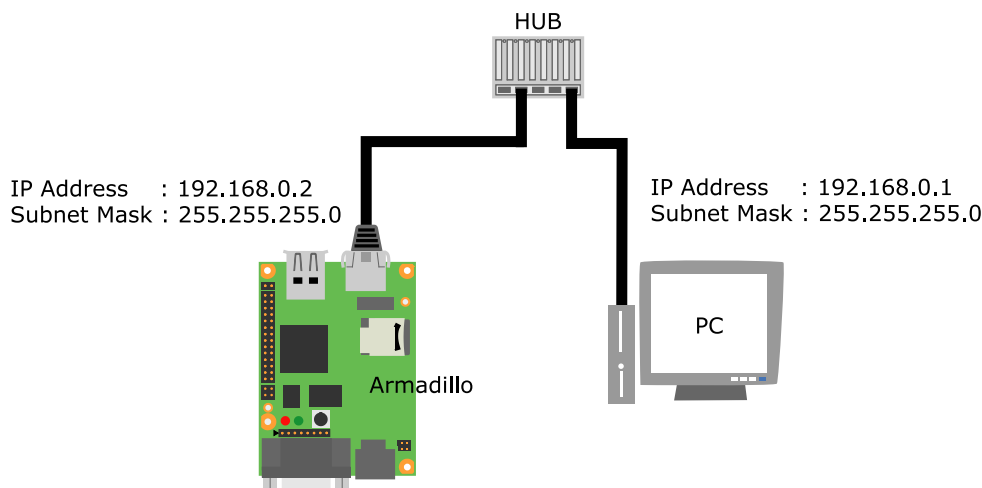 HUB
IP Address : 192.168.0.2
Subnet Mask : 255.255.255.0
IP Address : 192.168.0.1
Subnet Mask : 255.255.255.0
PC
Armadillo